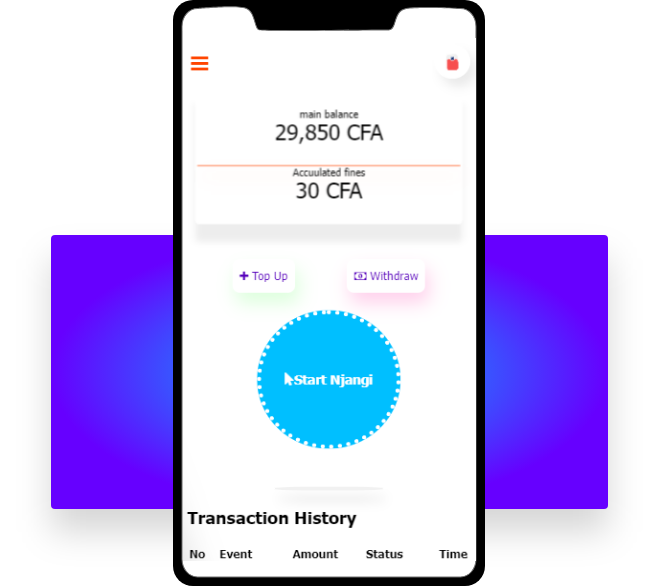 main balance
29,850 CFA
Accuulated fines
30 CFA
Top Up
Withdraw
Start Njangi
Transaction History
No Event Amount Status Time